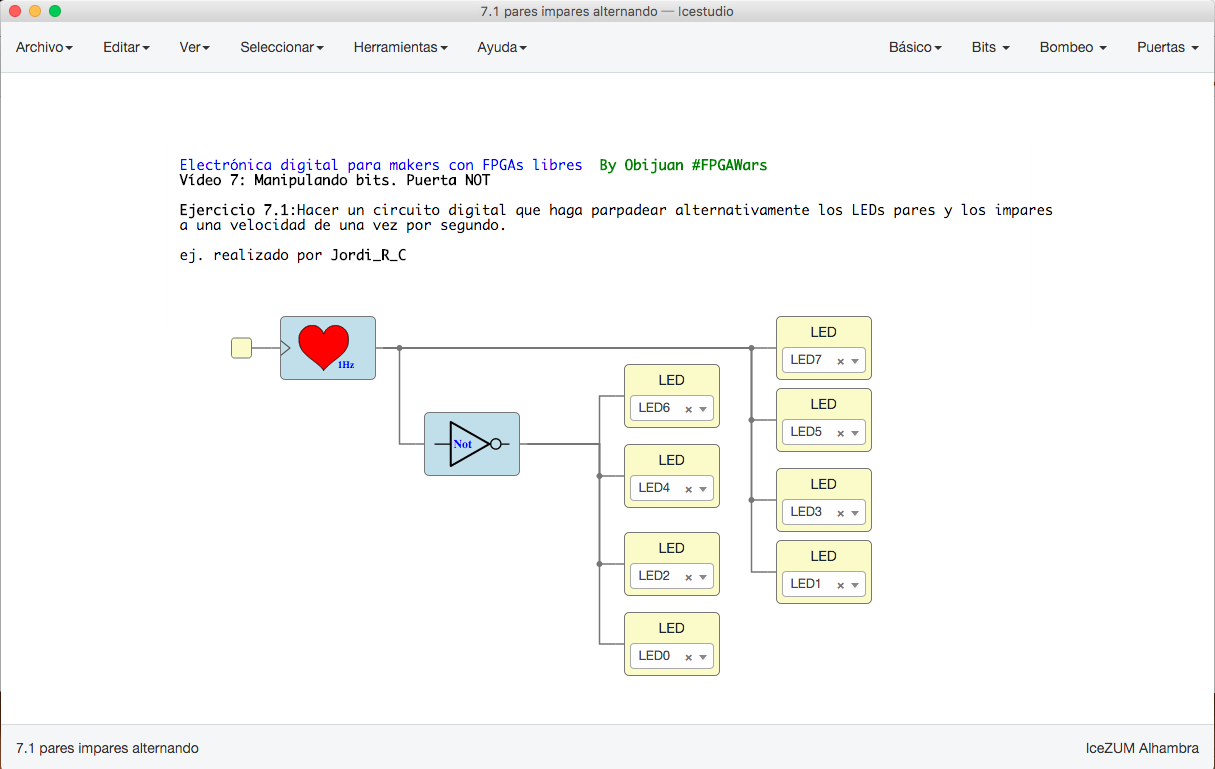 7.1 pares impares alternando — Icestudio
Archivo Editar Ver Seleccionar Herramientas Ayuda Básico Bits Bombeo Puertas
Electrónica digital para makers con FPGAs libres By Obijuan #FPGAWars
Vídeo 7: Manipulando bits. Puerta NOT
Ejercicio 7.1:Hacer un circuito digital que haga parpadear alternativamente los LEDs pares y los impares
a una velocidad de una vez por segundo.
ej. realizado por Jordi_R_C
1Hz
Not
LED
LED6
LED
LED4
LED
LED2
LED
LED0
LED
LED7
LED
LED5
LED
LED3
LED
LED1
7.1 pares impares alternando
IceZUM Alhambra